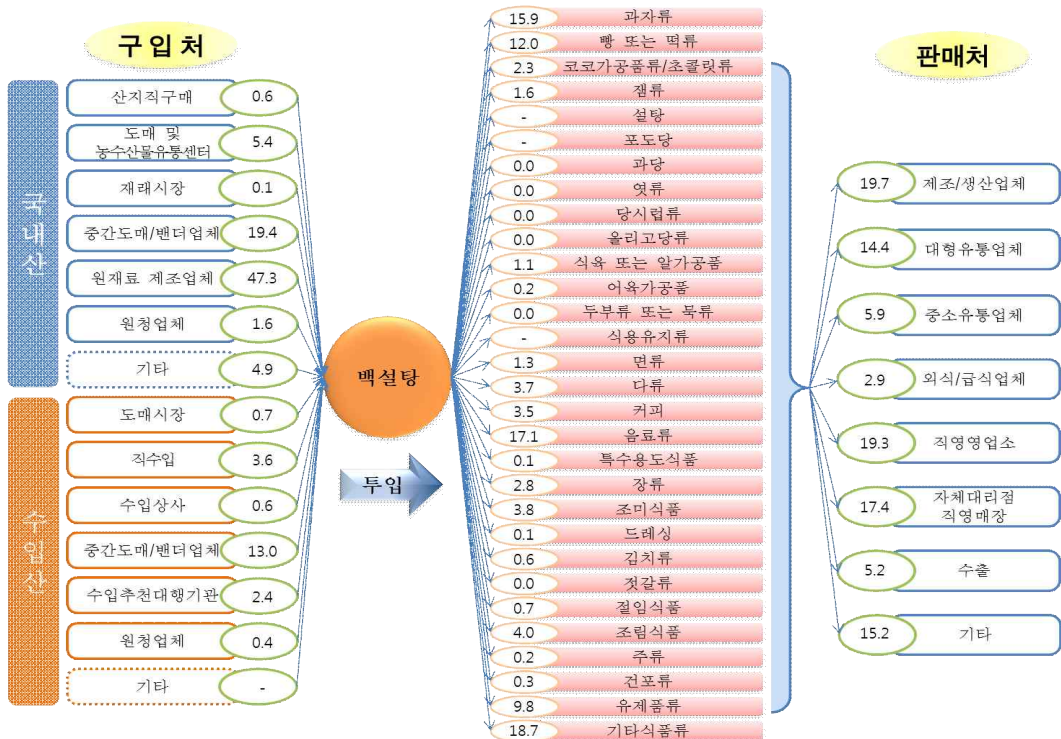 구입처
국내산
산지직구매 0.6
도매 및
농수산물유통센터
5.4
재래시장 0.1
중간도매/밴더업체 19.4
원재료 제조업체 47.3
원청업체 1.6
기타 4.9
수입산
도매시장 0.7
직수입 3.6
수입상사 0.6
중간도매/밴더업체 13.0
수입추천대행기관 2.4
원청업체 0.4
기타 -
백설탕
투입
15.9 과자류
12.0 빵 또는 떡류
2.3 코코가공품류/초콜릿류
1.6 잼류
- 설탕
- 포도당
0.0 과당
0.0 엿류
0.0 당시럽류
0.0 올리고당류
1.1 식육 또는 알가공품
0.2 어육가공품
0.0 두부류 또는 묵류
- 식용유지류
1.3 면류
3.7 다류
3.5 커피
17.1 음료류
0.1 특수용도식품
2.8 장류
3.8 조미식품
0.1 드레싱
0.6 김치류
0.0 젓갈류
0.7 절임식품
4.0 조림식품
0.2 주류
0.3 건포류
9.8 유제품류
18.7 기타식품류
판매처
19.7 제조/생산업체
14.4 대형유통업체
5.9 중소유통업체
2.9 외식/급식업체
19.3 직영영업소
17.4 자체대리점
직영매장
5.2 수출
15.2 기타